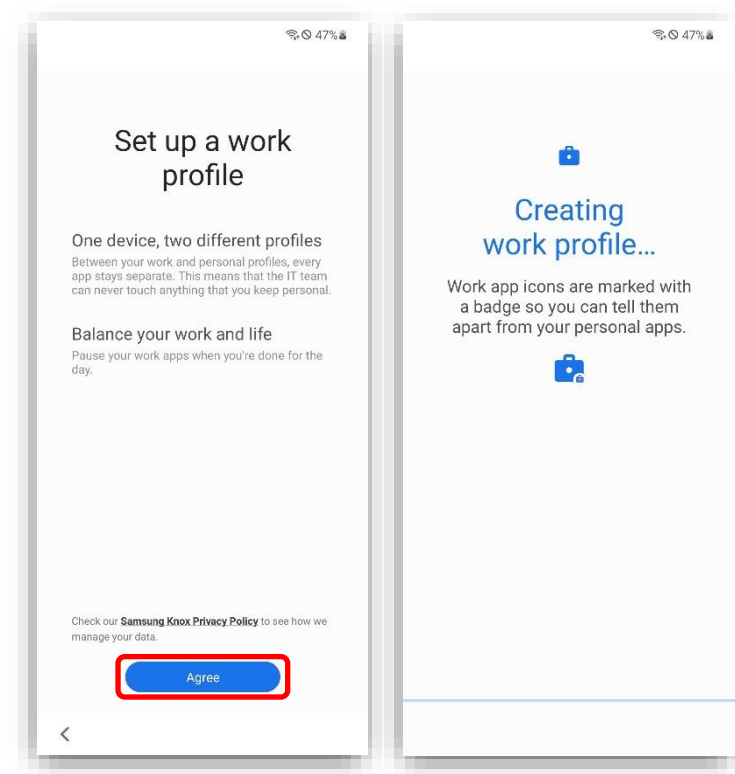 47%
Set up a work
profile
One device, two different profiles
Between your work and personal profiles, every
app stays separate. This means that the IT team
can never touch anything that you keep personal.
Balance your work and life
Pause your work apps when you're done for the
day.
Check our Samsung Knox Privacy Policy to see how we
manage your data.
Agree
47%
Creating
work profile...
Work app icons are marked with
a badge so you can tell them
apart from your personal apps.